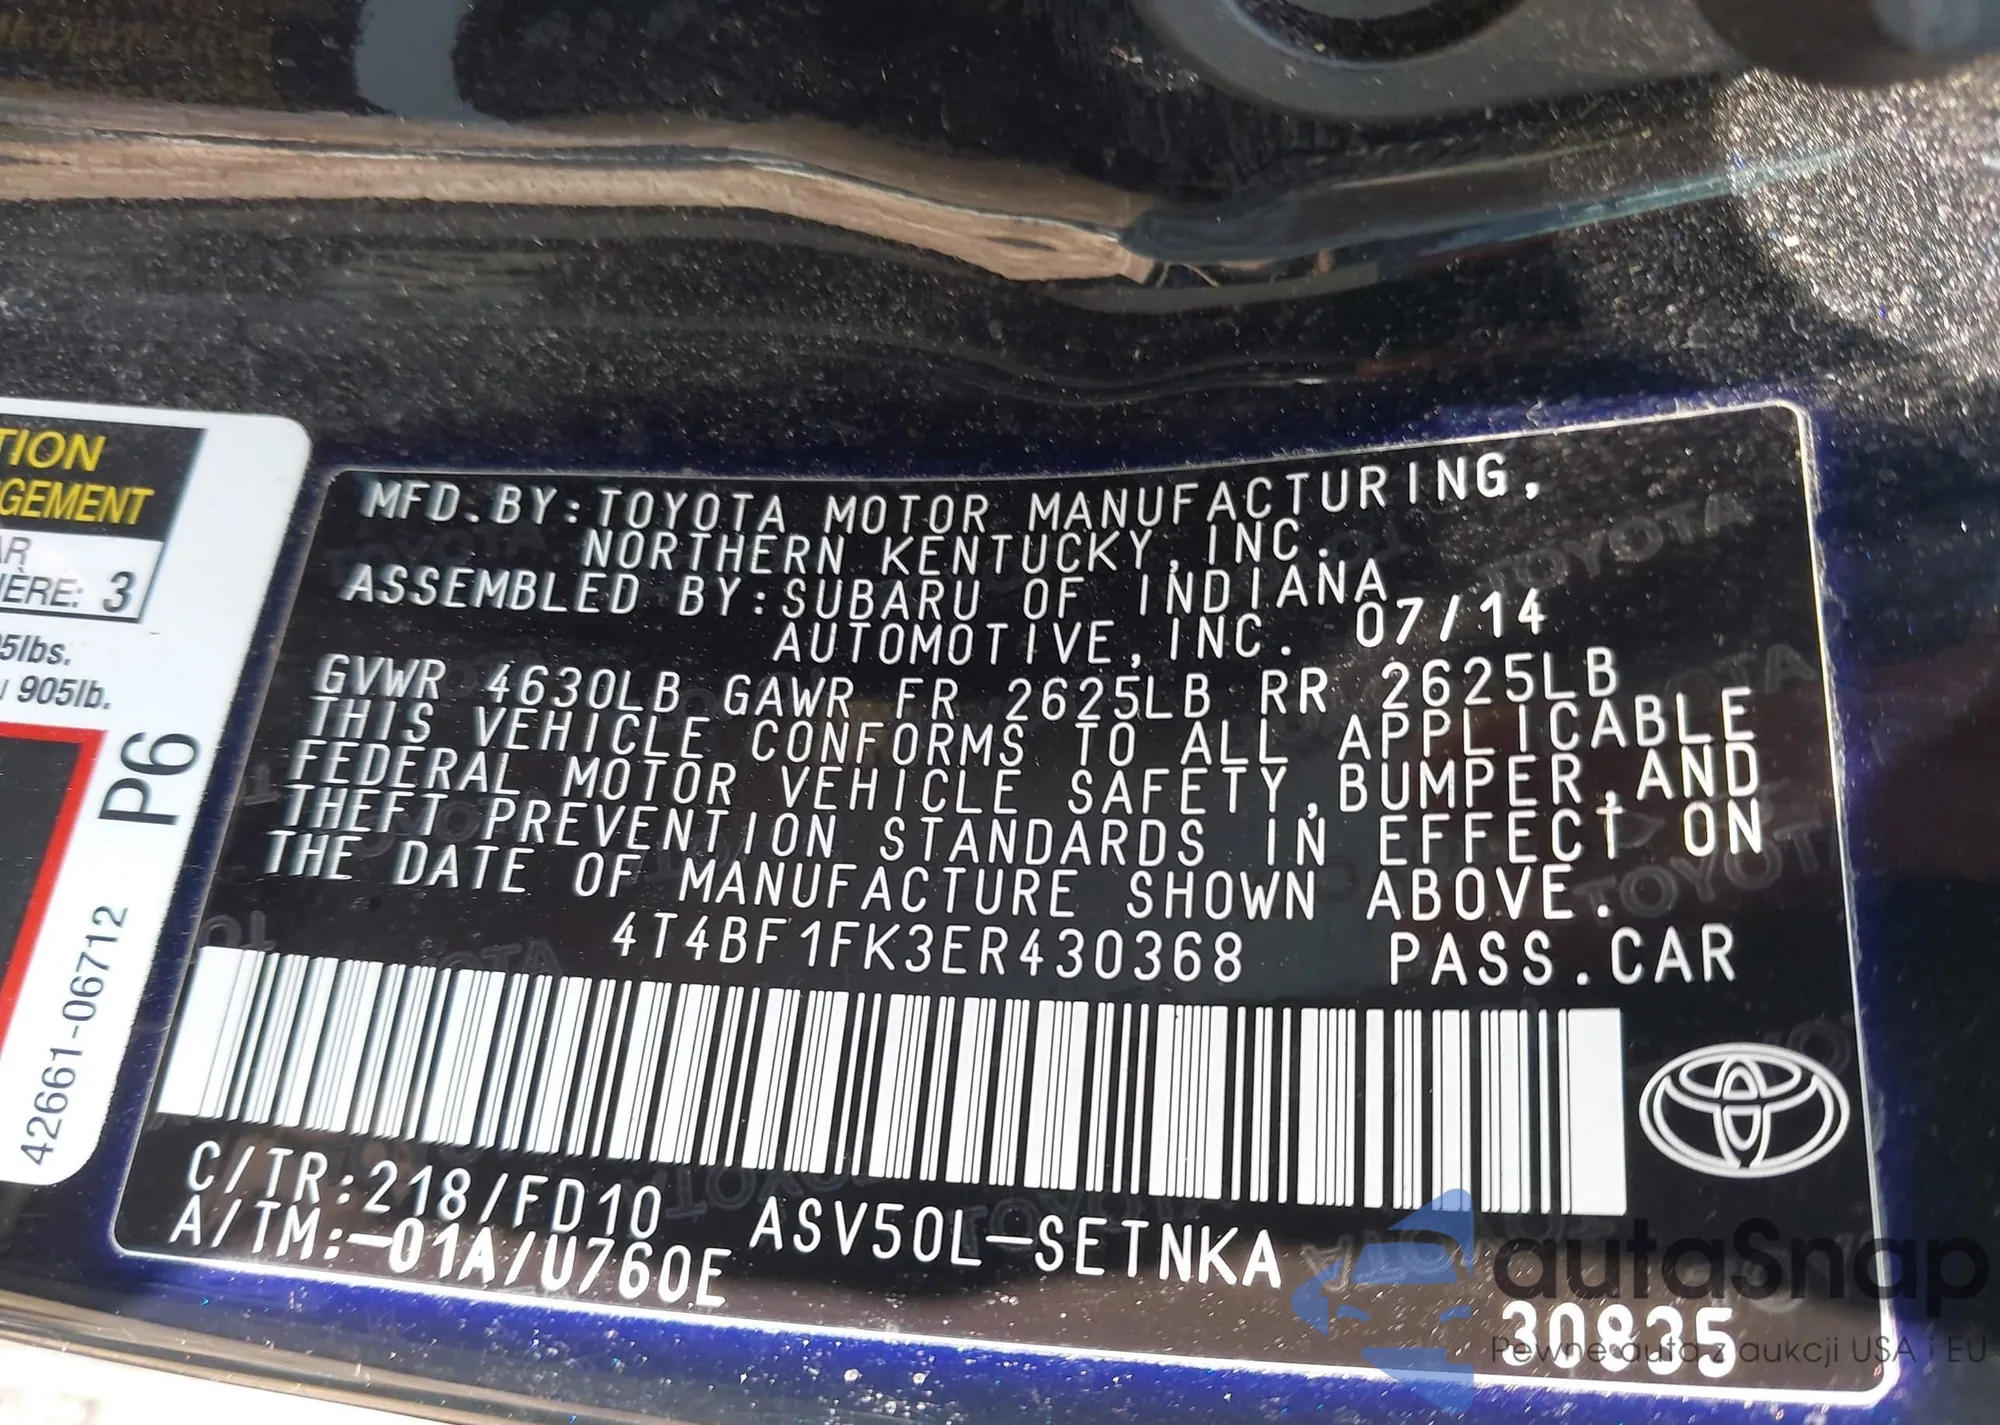 TION
GEMENT
AR
IÈRE: 3
5lbs.
905lb.
P6
42661-06712
MFD.BY:TOYOTA MOTOR MANUFACTURING,
NORTHERN KENTUCKY,INC.
ASSEMBLED BY:SUBARU OF INDIANA
AUTOMOTIVE,INC. 07/14
GVWR 4630LB GAWR FR 2625LB RR 2625LB
THIS VEHICLE CONFORMS TO ALL APPLICABLE
FEDERAL MOTOR VEHICLE SAFETY,BUMPER,AND
THEFT PREVENTION STANDARDS IN EFFECT ON
THE DATE OF MANUFACTURE SHOWN ABOVE.
4T4BF1FK3ER430368 PASS.CAR
C/TR:218/FD10 ASV50L-SETNKA
A/TM:-01A/U760E
30835
autaSnap
Pewne auta z aukcji USA i EU